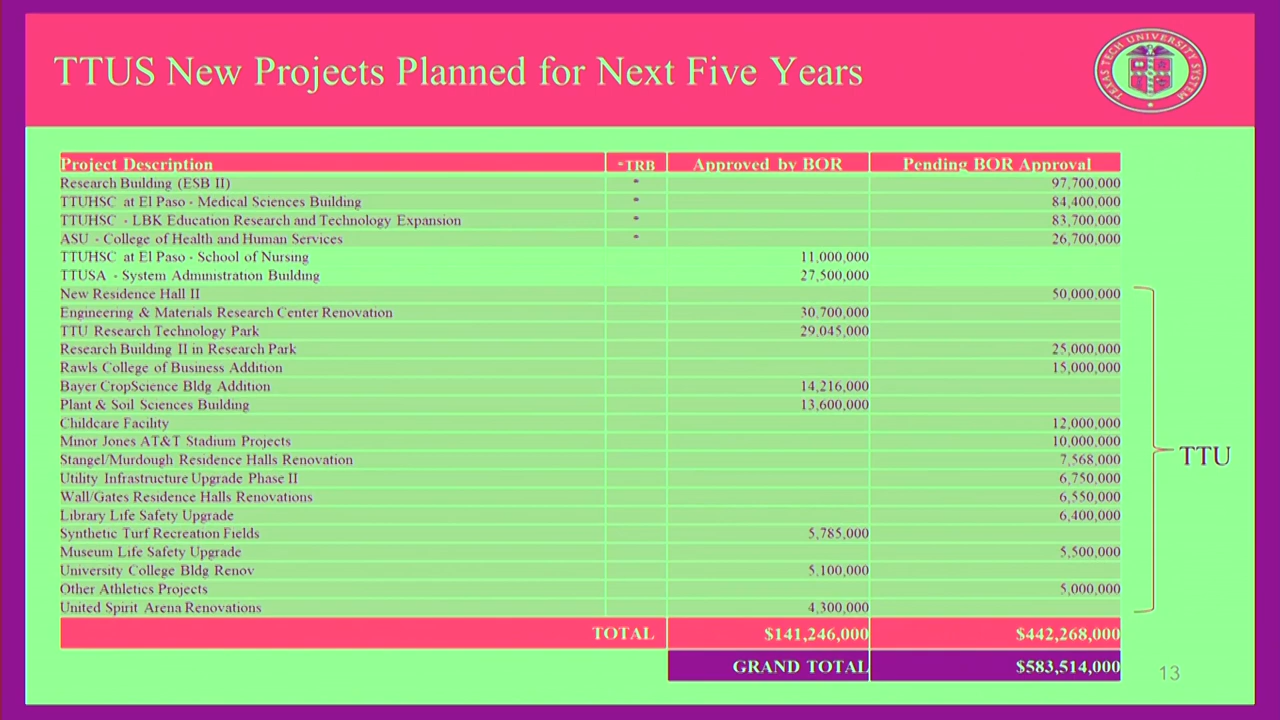 TTUS New Projects Planned for Next Five Years
TEXAS TECH UNIVERSITY SYSTEM
Project Description *TRB Approved by BOR Pending BOR Approval
Research Building (ESB II) * 97,700,000
TTUHSC at El Paso - Medical Sciences Building * 84,400,000
TTUHSC - LBK Education Research and Technology Expansion * 83,700,000
ASU - College of Health and Human Services * 26,700,000
TTUHSC at El Paso - School of Nursing 11,000,000
TTUSA - System Administration Building 27,500,000
New Residence Hall II 50,000,000
Engineering & Materials Research Center Renovation 30,700,000
TTU Research Technology Park 29,045,000
Research Building II in Research Park 25,000,000
Rawls College of Business Addition 15,000,000
Bayer CropScience Bldg Addition 14,216,000
Plant & Soil Sciences Building 13,600,000
Childcare Facility 12,000,000
Minor Jones AT&T Stadium Projects 10,000,000
Stangel/Murdough Residence Halls Renovation 7,568,000
TTU
Utility Infrastructure Upgrade Phase II 6,750,000
Wall/Gates Residence Halls Renovations 6,550,000
Library Life Safety Upgrade 6,400,000
Synthetic Turf Recreation Fields 5,785,000
Museum Life Safety Upgrade 5,500,000
University College Bldg Renov 5,100,000
Other Athletics Projects 5,000,000
United Spirit Arena Renovations 4,300,000
TOTAL $141,246,000 $442,268,000
GRAND TOTAL $583,514,000
13